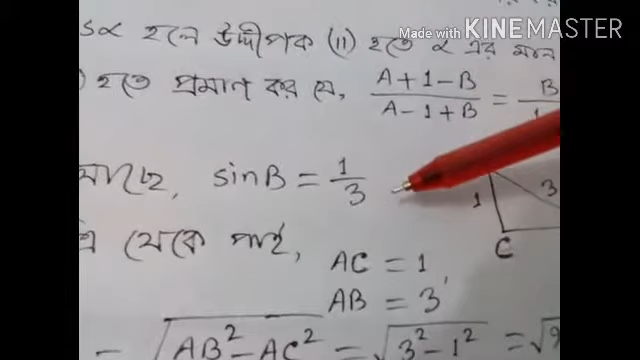 Made with KINEMASTER
হলে উদ্দীপক (ii) হতে α এর মান
হতে প্রমাণ কর যে, A+1-B / A-1+B = B
sinB = 1/3
1 3
C
থেকে পাই,
AC = 1,
AB = 3
= √AB²-AC² = √3²-1² = √9